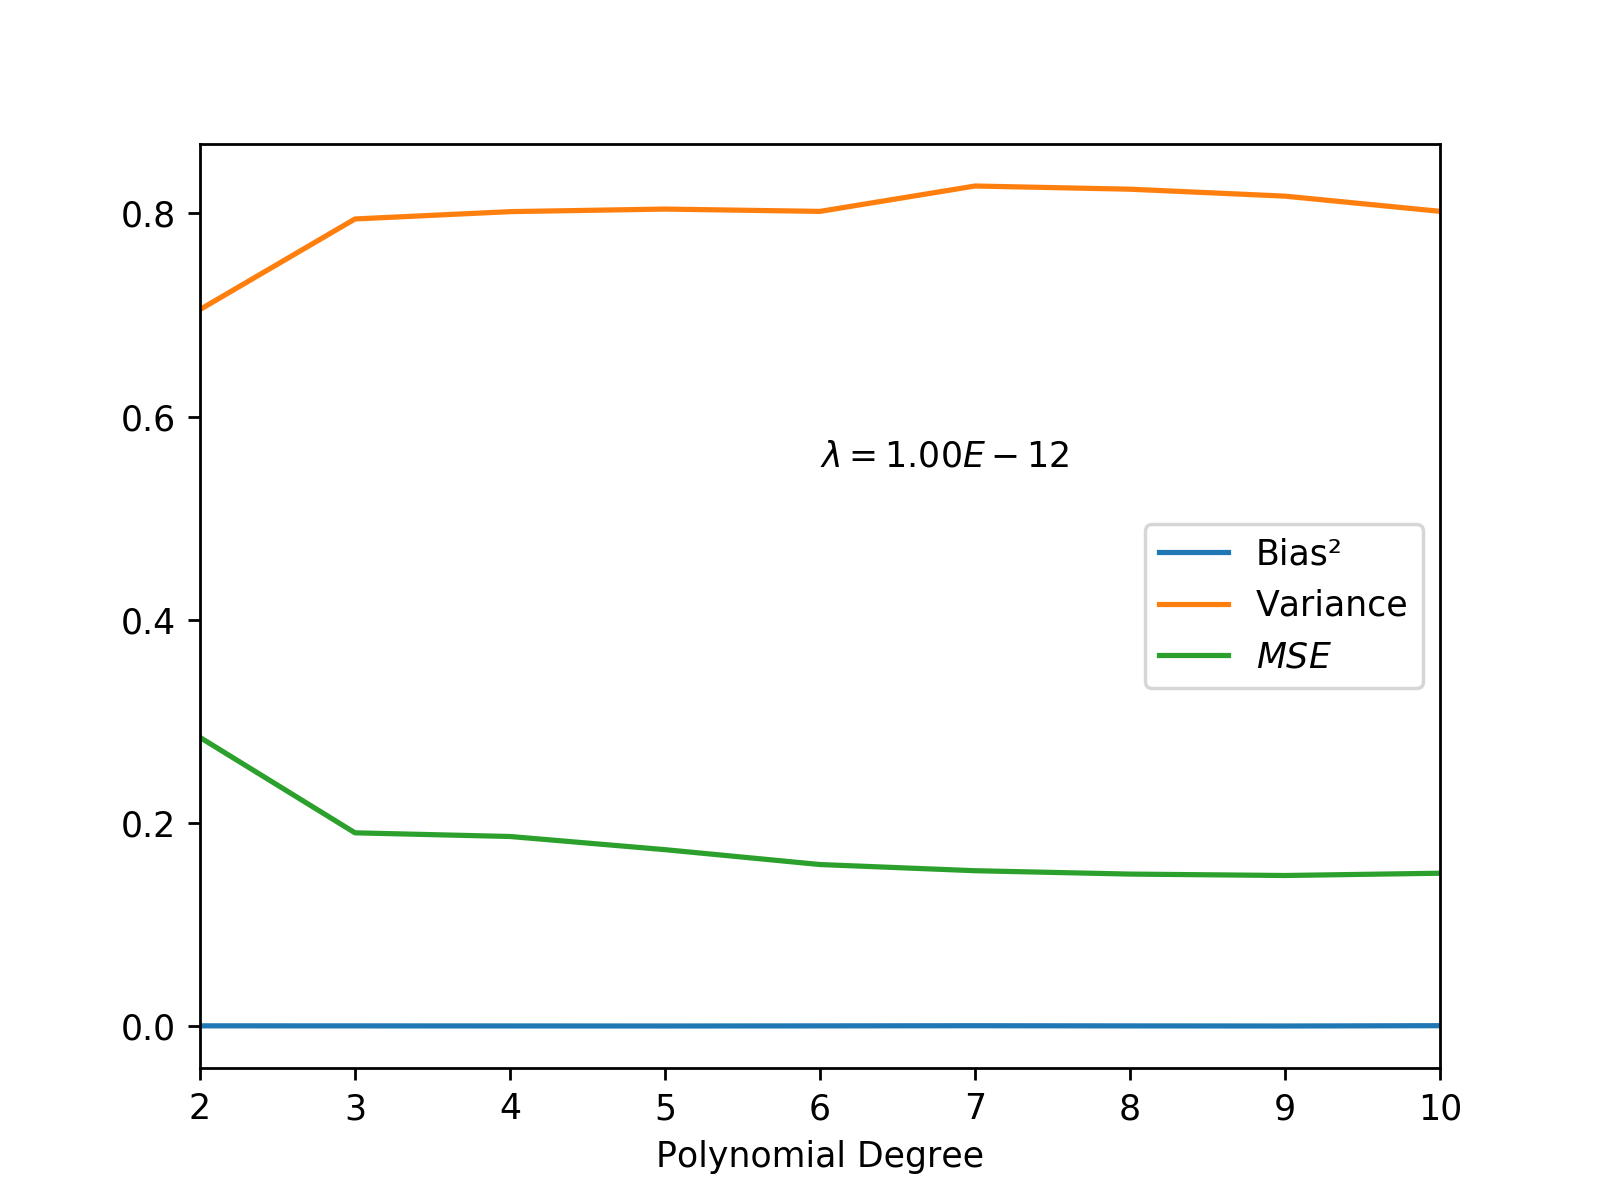 0.8
0.6
λ = 1.00E − 12
Bias²
Variance
0.4
MSE
0.2
0.0
2 3 4 5 6 7 8 9 10
Polynomial Degree